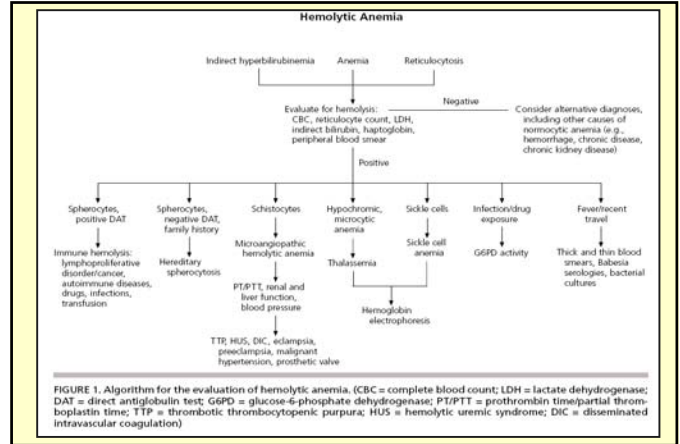 Hemolytic Anemia
Indirect hyperbilirubinemia
Anemia
Reticulocytosis
Evaluate for hemolysis:
CBC, reticulocyte count, LDH,
indirect bilirubin, haptoglobin,
peripheral blood smear
Negative
Consider alternative diagnoses,
including other causes of
normocytic anemia (e.g.,
hemorrhage, chronic disease,
chronic kidney disease)
Positive
Spherocytes,
positive DAT
Immune hemolysis:
lymphoproliferative
disorder/cancer,
autoimmune diseases,
drugs, infections,
transfusion
Spherocytes,
negative DAT,
family history
Hereditary
spherocytosis
Schistocytes
Microangiopathic
hemolytic anemia
PT/PTT, renal and
liver function,
blood pressure
TTP, HUS, DIC, eclampsia,
preeclampsia, malignant
hypertension, prosthetic valve
Hypochromic,
microcytic
anemia
Thalassemia
Sickle cells
Sickle cell
anemia
Hemoglobin
electrophoresis
Infection/drug
exposure
G6PD activity
Fever/recent
travel
Thick and thin blood
smears, Babesia
serologies, bacterial
cultures
FIGURE 1. Algorithm for the evaluation of hemolytic anemia. (CBC = complete blood count; LDH = lactate dehydrogenase;
DAT = direct antiglobulin test; G6PD = glucose-6-phosphate dehydrogenase; PT/PTT = prothrombin time/partial throm-
boplastin time; TTP = thrombotic thrombocytopenic purpura; HUS = hemolytic uremic syndrome; DIC = disseminated
intravascular coagulation)